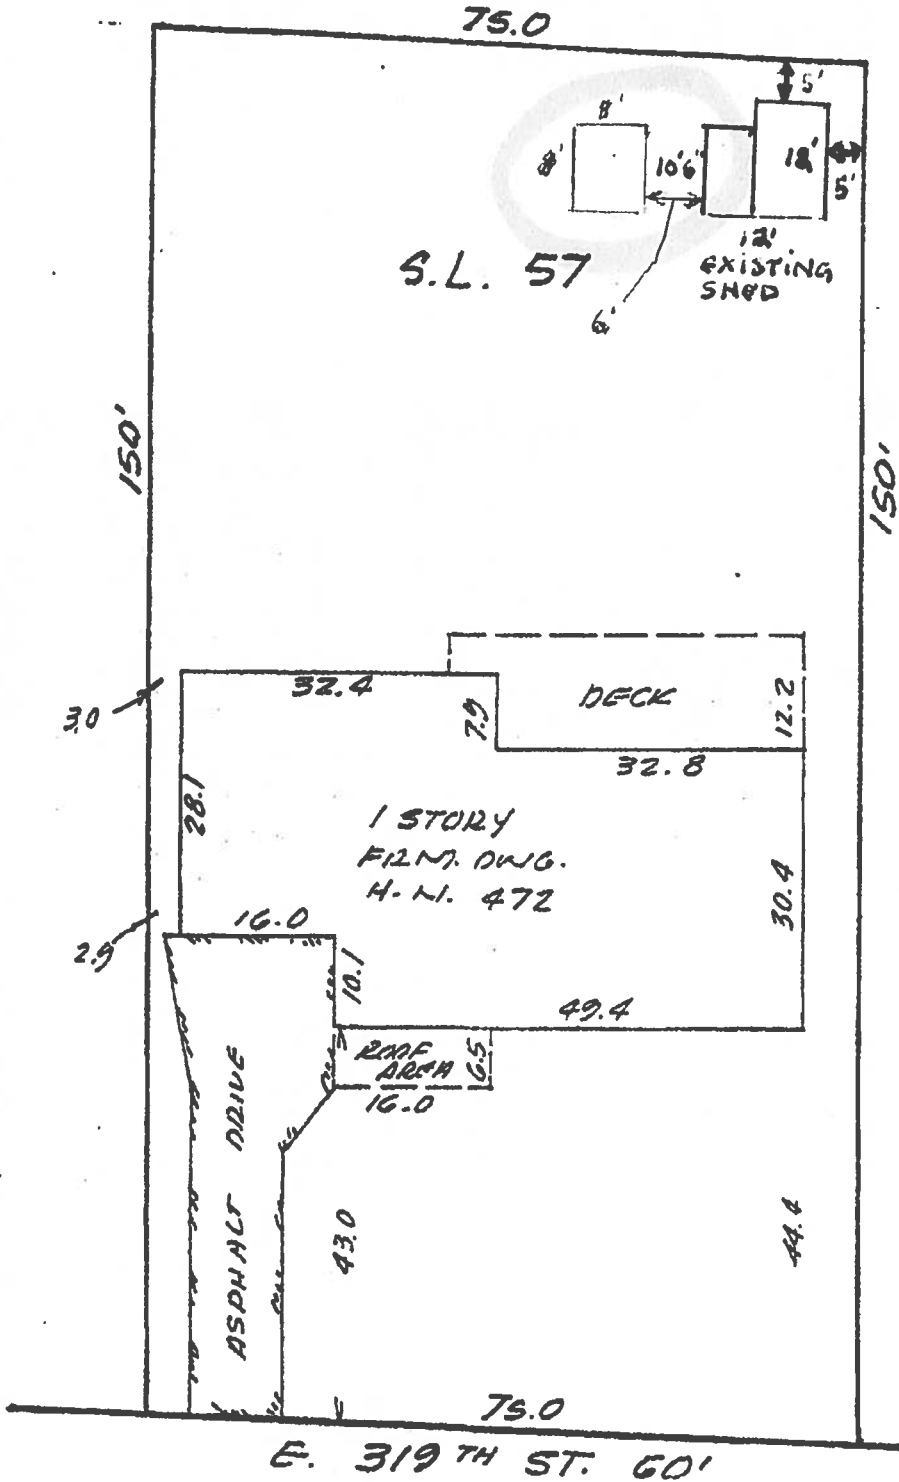 75.0
5'
8'
12'
10'6"
5'
12'
EXISTING
SHED
S.L. 57
6'
150'
150'
32.4
7.9
DECK
12.2
3.0
32.8
28.1
1 STORY
FRM. DWG.
H.N. 472
30.4
16.0
2.9
10.1
49.4
ROOF
AREA
6.5
16.0
ASPHALT DRIVE
43.0
44.4
75.0
E. 319TH ST. 60'